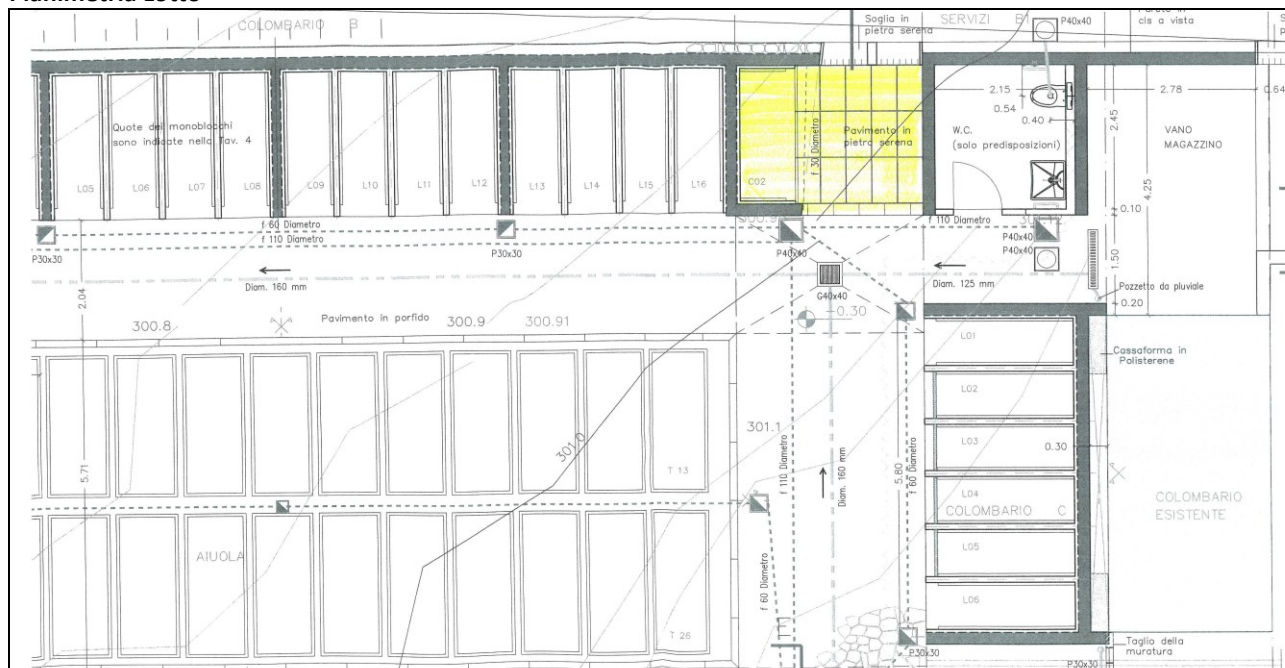 Planimetria Lotto
COLOMBARIO B
Soglia in
pietra serena
SERVIZI B1
P40x40
Parete in
cls a vista
Quote dei monoblocchi
sono indicate nella Tav. 4
L05
L06
L07
L08
L09
L10
L11
L12
L13
L14
L15
L16
C02
f 30 Diametro
Pavimento in
pietra serena
2.15
0.54
0.40
W.C.
(solo predisposizioni)
2.78
0.64
2.45
4.25
VANO
MAGAZZINO
f 60 Diametro
f 110 Diametro
P30x30
P30x30
P40x40
f 110 Diametro
P40x40
P40x40
0.10
1.50
0.20
Diam. 160 mm
G40x40
Diam. 125 mm
Pozzetto da pluviale
2.04
300.8
Pavimento in porfido
300.9
300.91
-0.30
L01
L02
L03
L04
L05
L06
COLOMBARIO C
Cassaforma in
Polisterene
0.30
301.0
301.1
5.71
T 13
f 110 Diametro
Diam. 160 mm
5.80
f 60 Diametro
COLOMBARIO
ESISTENTE
AIUOLA
f 60 Diametro
T 26
P30x30
P30x30
Taglio della
muratura